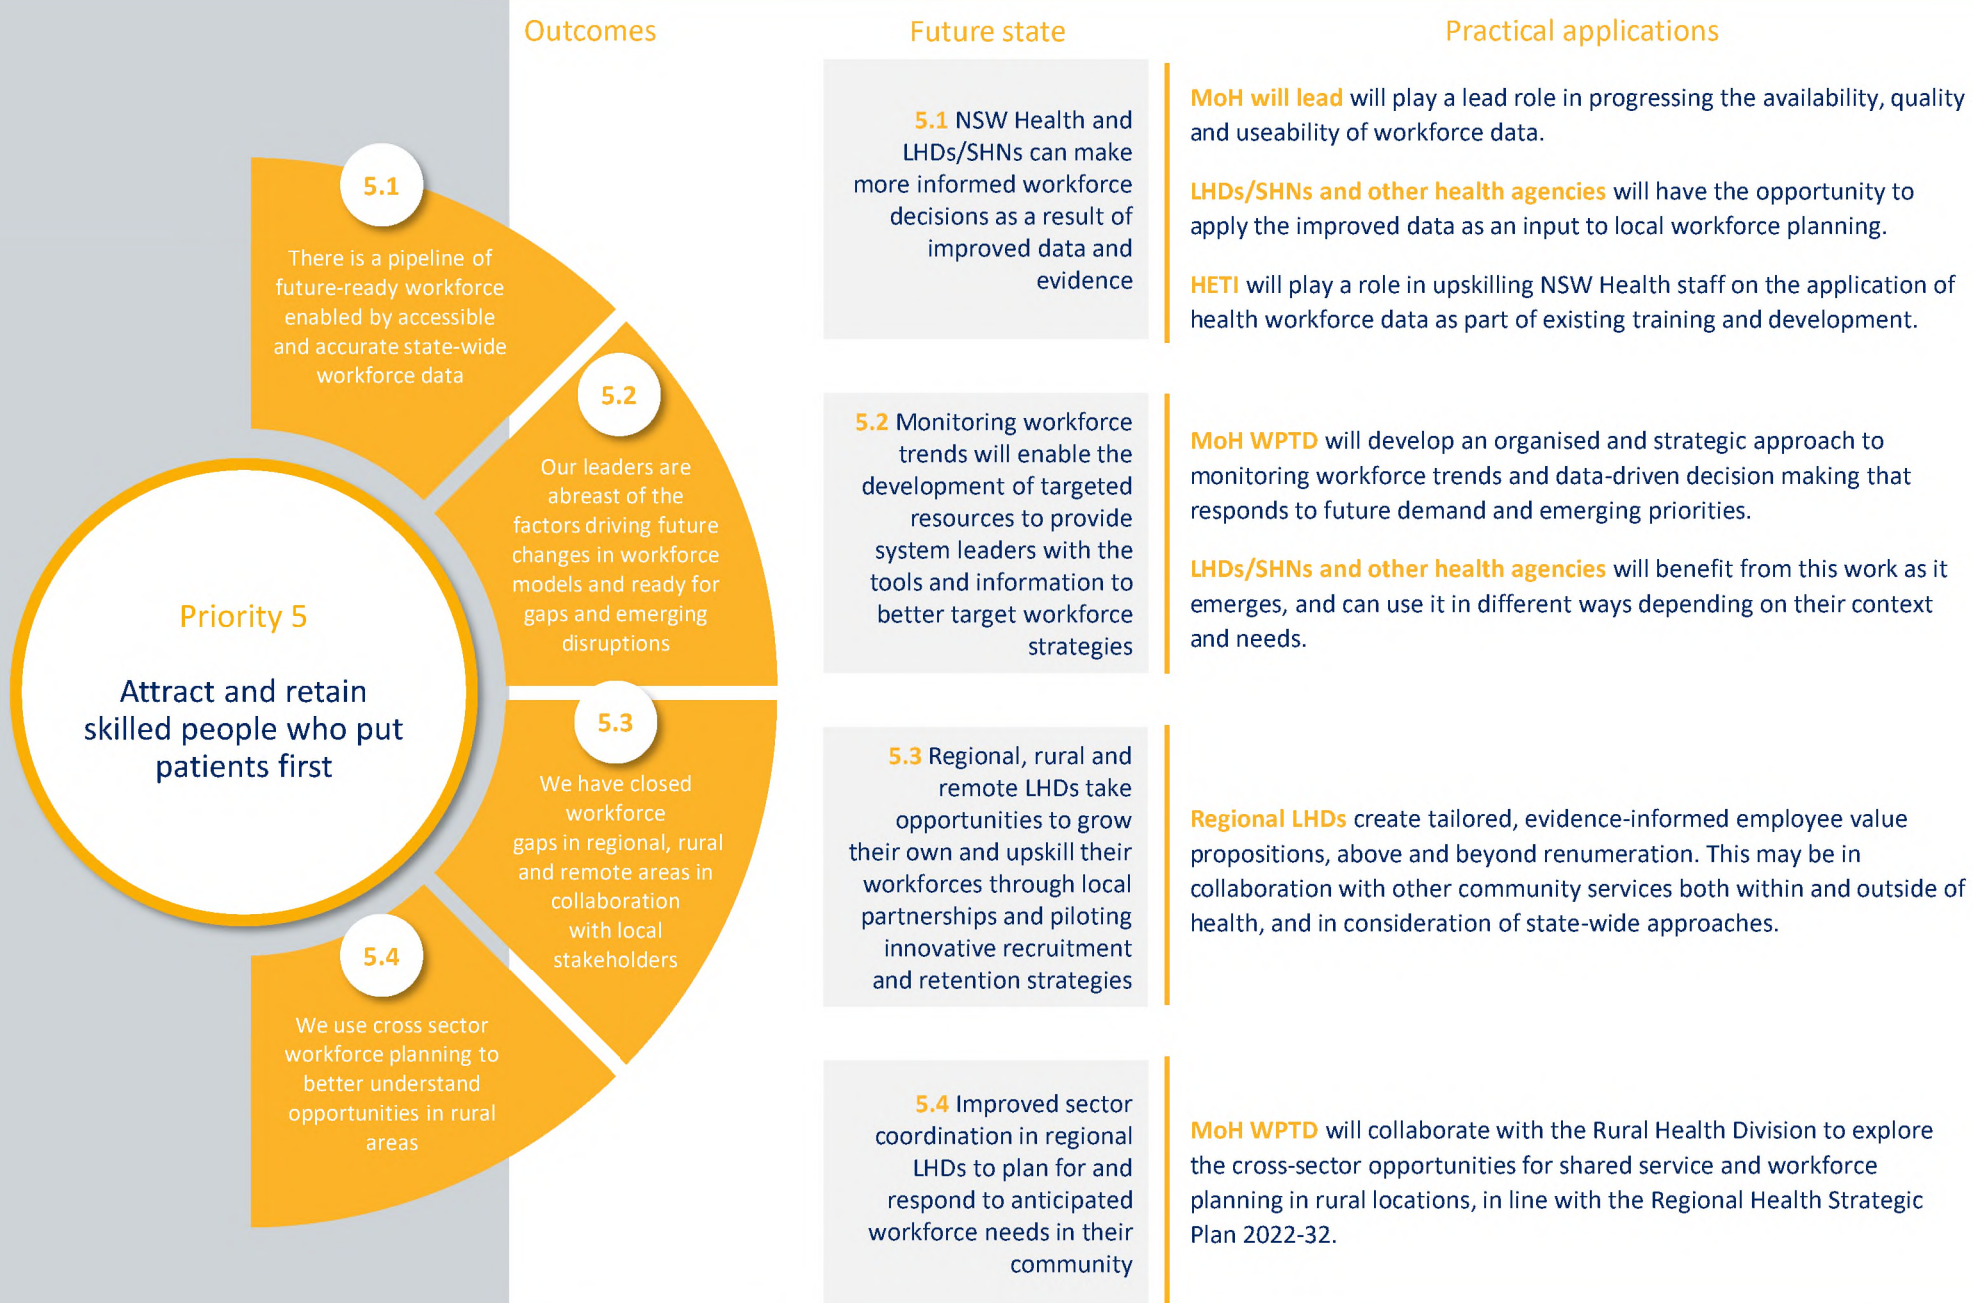 Outcomes
Future state
Practical applications
Priority 5
Attract and retain
skilled people who put
patients first
5.1
There is a pipeline of
future-ready workforce
enabled by accessible
and accurate state-wide
workforce data
5.2
Our leaders are
abreast of the
factors driving future
changes in workforce
models and ready for
gaps and emerging
disruptions
5.3
We have closed
workforce
gaps in regional, rural
and remote areas in
collaboration
with local
stakeholders
5.4
We use cross sector
workforce planning to
better understand
opportunities in rural
areas
5.1 NSW Health and
LHDs/SHNs can make
more informed workforce
decisions as a result of
improved data and
evidence
MoH will lead will play a lead role in progressing the availability, quality
and useability of workforce data.
LHDs/SHNs and other health agencies will have the opportunity to
apply the improved data as an input to local workforce planning.
HETI will play a role in upskilling NSW Health staff on the application of
health workforce data as part of existing training and development.
5.2 Monitoring workforce
trends will enable the
development of targeted
resources to provide
system leaders with the
tools and information to
better target workforce
strategies
MoH WPTD will develop an organised and strategic approach to
monitoring workforce trends and data-driven decision making that
responds to future demand and emerging priorities.
LHDs/SHNs and other health agencies will benefit from this work as it
emerges, and can use it in different ways depending on their context
and needs.
5.3 Regional, rural and
remote LHDs take
opportunities to grow
their own and upskill their
workforces through local
partnerships and piloting
innovative recruitment
and retention strategies
Regional LHDs create tailored, evidence-informed employee value
propositions, above and beyond renumeration. This may be in
collaboration with other community services both within and outside of
health, and in consideration of state-wide approaches.
5.4 Improved sector
coordination in regional
LHDs to plan for and
respond to anticipated
workforce needs in their
community
MoH WPTD will collaborate with the Rural Health Division to explore
the cross-sector opportunities for shared service and workforce
planning in rural locations, in line with the Regional Health Strategic
Plan 2022-32.